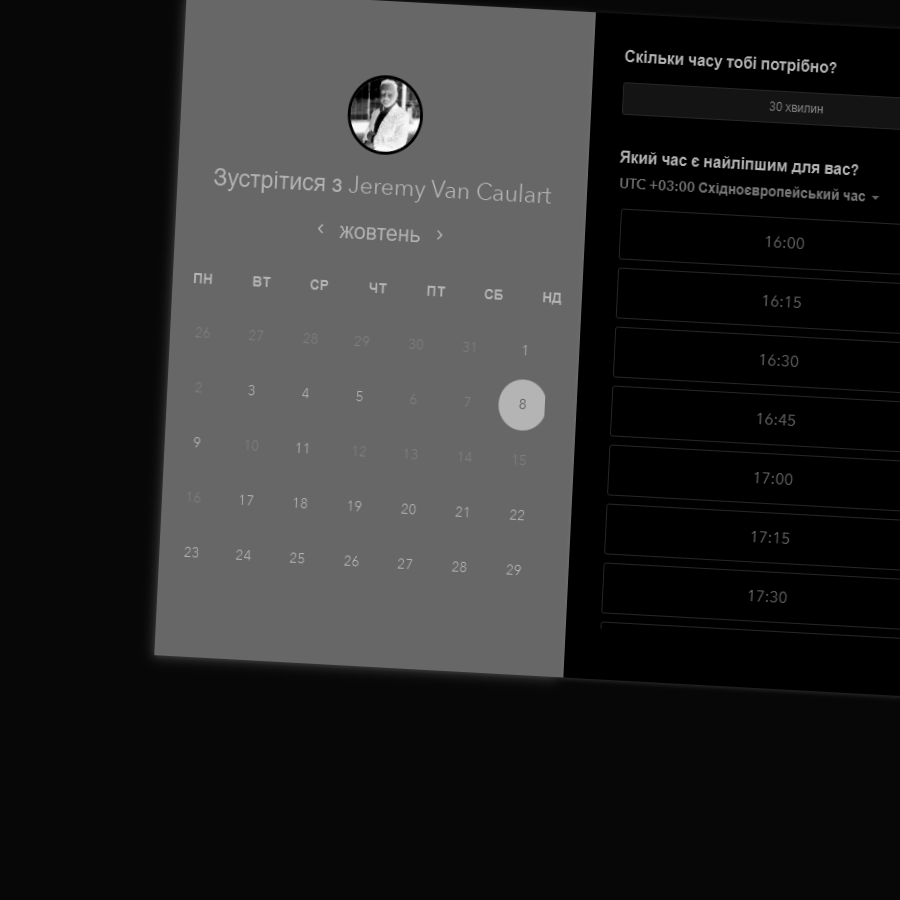 Зустрітися з Jeremy Van Caulart
‹ жовтень ›
ПН ВТ СР ЧТ ПТ СБ НД
26 27 28 29 30 31 1
2 3 4 5 6 7 8
9 10 11 12 13 14 15
16 17 18 19 20 21 22
23 24 25 26 27 28 29
Скільки часу тобі потрібно?
30 хвилин
Який час є найліпшим для вас?
UTC +03:00 Східноєвропейський час
16:00
16:15
16:30
16:45
17:00
17:15
17:30